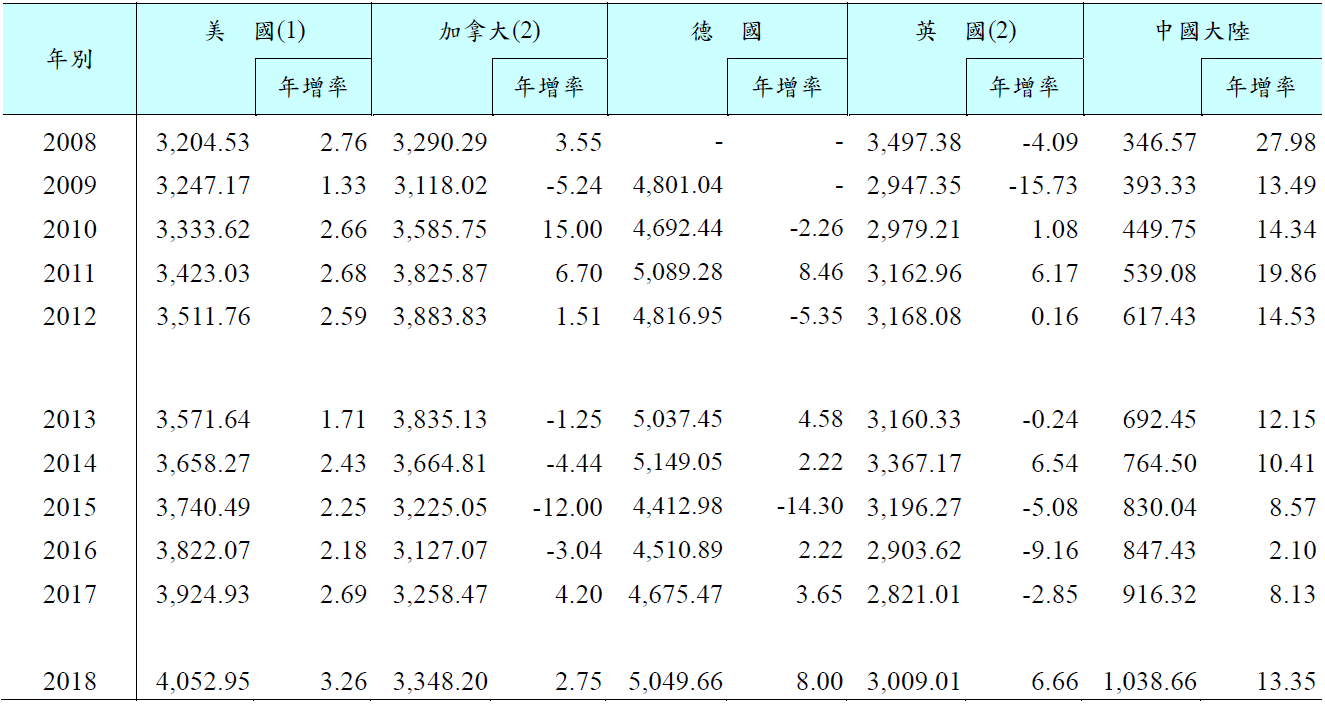 年別 美 國(1) 加拿大(2) 德 國 英 國(2) 中國大陸
年增率 年增率 年增率 年增率 年增率
2008 3,204.53 2.76 3,290.29 3.55 - - 3,497.38 -4.09 346.57 27.98
2009 3,247.17 1.33 3,118.02 -5.24 4,801.04 - 2,947.35 -15.73 393.33 13.49
2010 3,333.62 2.66 3,585.75 15.00 4,692.44 -2.26 2,979.21 1.08 449.75 14.34
2011 3,423.03 2.68 3,825.87 6.70 5,089.28 8.46 3,162.96 6.17 539.08 19.86
2012 3,511.76 2.59 3,883.83 1.51 4,816.95 -5.35 3,168.08 0.16 617.43 14.53
2013 3,571.64 1.71 3,835.13 -1.25 5,037.45 4.58 3,160.33 -0.24 692.45 12.15
2014 3,658.27 2.43 3,664.81 -4.44 5,149.05 2.22 3,367.17 6.54 764.50 10.41
2015 3,740.49 2.25 3,225.05 -12.00 4,412.98 -14.30 3,196.27 -5.08 830.04 8.57
2016 3,822.07 2.18 3,127.07 -3.04 4,510.89 2.22 2,903.62 -9.16 847.43 2.10
2017 3,924.93 2.69 3,258.47 4.20 4,675.47 3.65 2,821.01 -2.85 916.32 8.13
2018 4,052.95 3.26 3,348.20 2.75 5,049.66 8.00 3,009.01 6.66 1,038.66 13.35